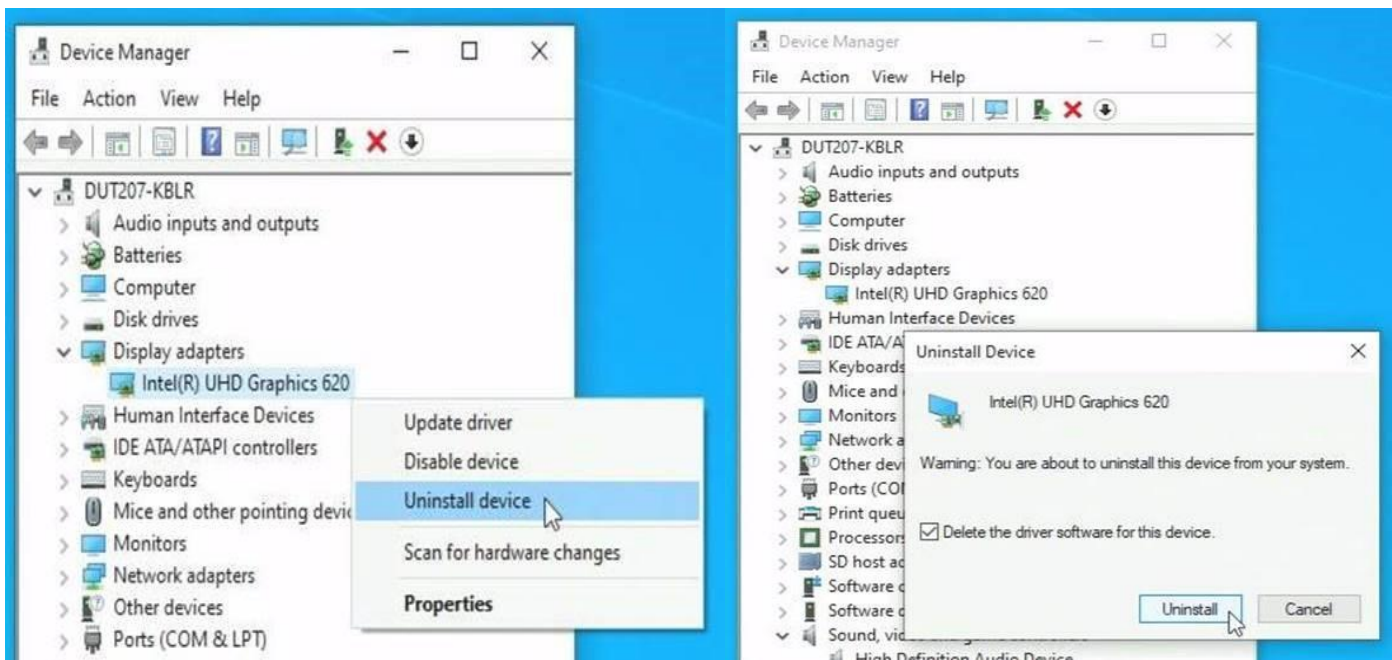 Device Manager
File Action View Help
DUT207-KBLR
Audio inputs and outputs
Batteries
Computer
Disk drives
Display adapters
Intel(R) UHD Graphics 620
Human Interface Devices
IDE ATA/ATAPI controllers
Keyboards
Mice and other pointing devic
Monitors
Network adapters
Other devices
Ports (COM & LPT)
Update driver
Disable device
Uninstall device
Scan for hardware changes
Properties
Device Manager
File Action View Help
DUT207-KBLR
Audio inputs and outputs
Batteries
Computer
Disk drives
Display adapters
Intel(R) UHD Graphics 620
Human Interface Devices
IDE ATA/A
Keyboards
Mice and
Monitors
Network a
Other devi
Ports (COI
Print queu
Processors
SD host ad
Software c
Software d
Sound, vi
High Definition Audio Device
Uninstall Device
Intel(R) UHD Graphics 620
Warning: You are about to uninstall this device from your system.
Delete the driver software for this device.
Uninstall Cancel